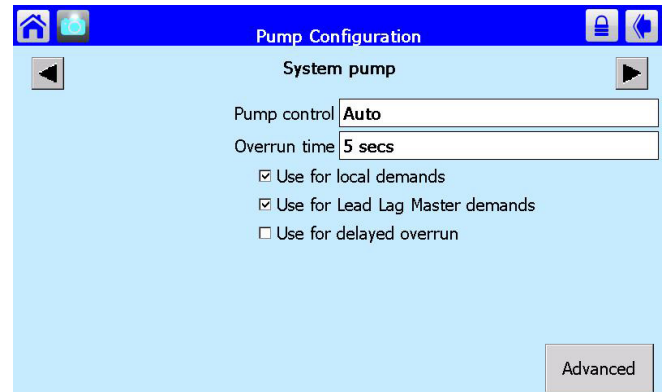 Pump Configuration
System pump
Pump control Auto
Overrun time 5 secs
Use for local demands
Use for Lead Lag Master demands
Use for delayed overrun
Advanced